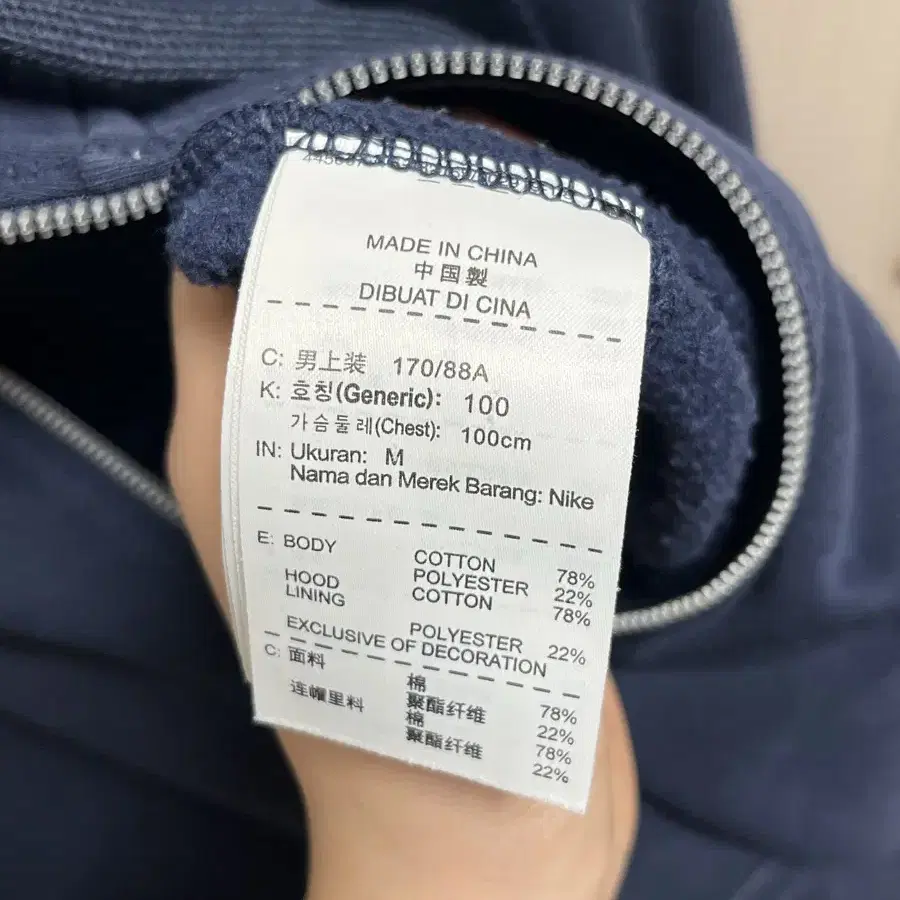 MADE IN CHINA
中国製
DIBUAT DI CINA
C: 男上装 170/88A
K: 호칭(Generic): 100
가슴둘레(Chest): 100cm
IN: Ukuran: M
Nama dan Merek Barang: Nike
E: BODY COTTON 78%
POLYESTER 22%
HOOD LINING COTTON 78%
POLYESTER 22%
EXCLUSIVE OF DECORATION
C: 面料 棉 78%
聚酯纤维 22%
连帽里料 棉 78%
聚酯纤维 22%